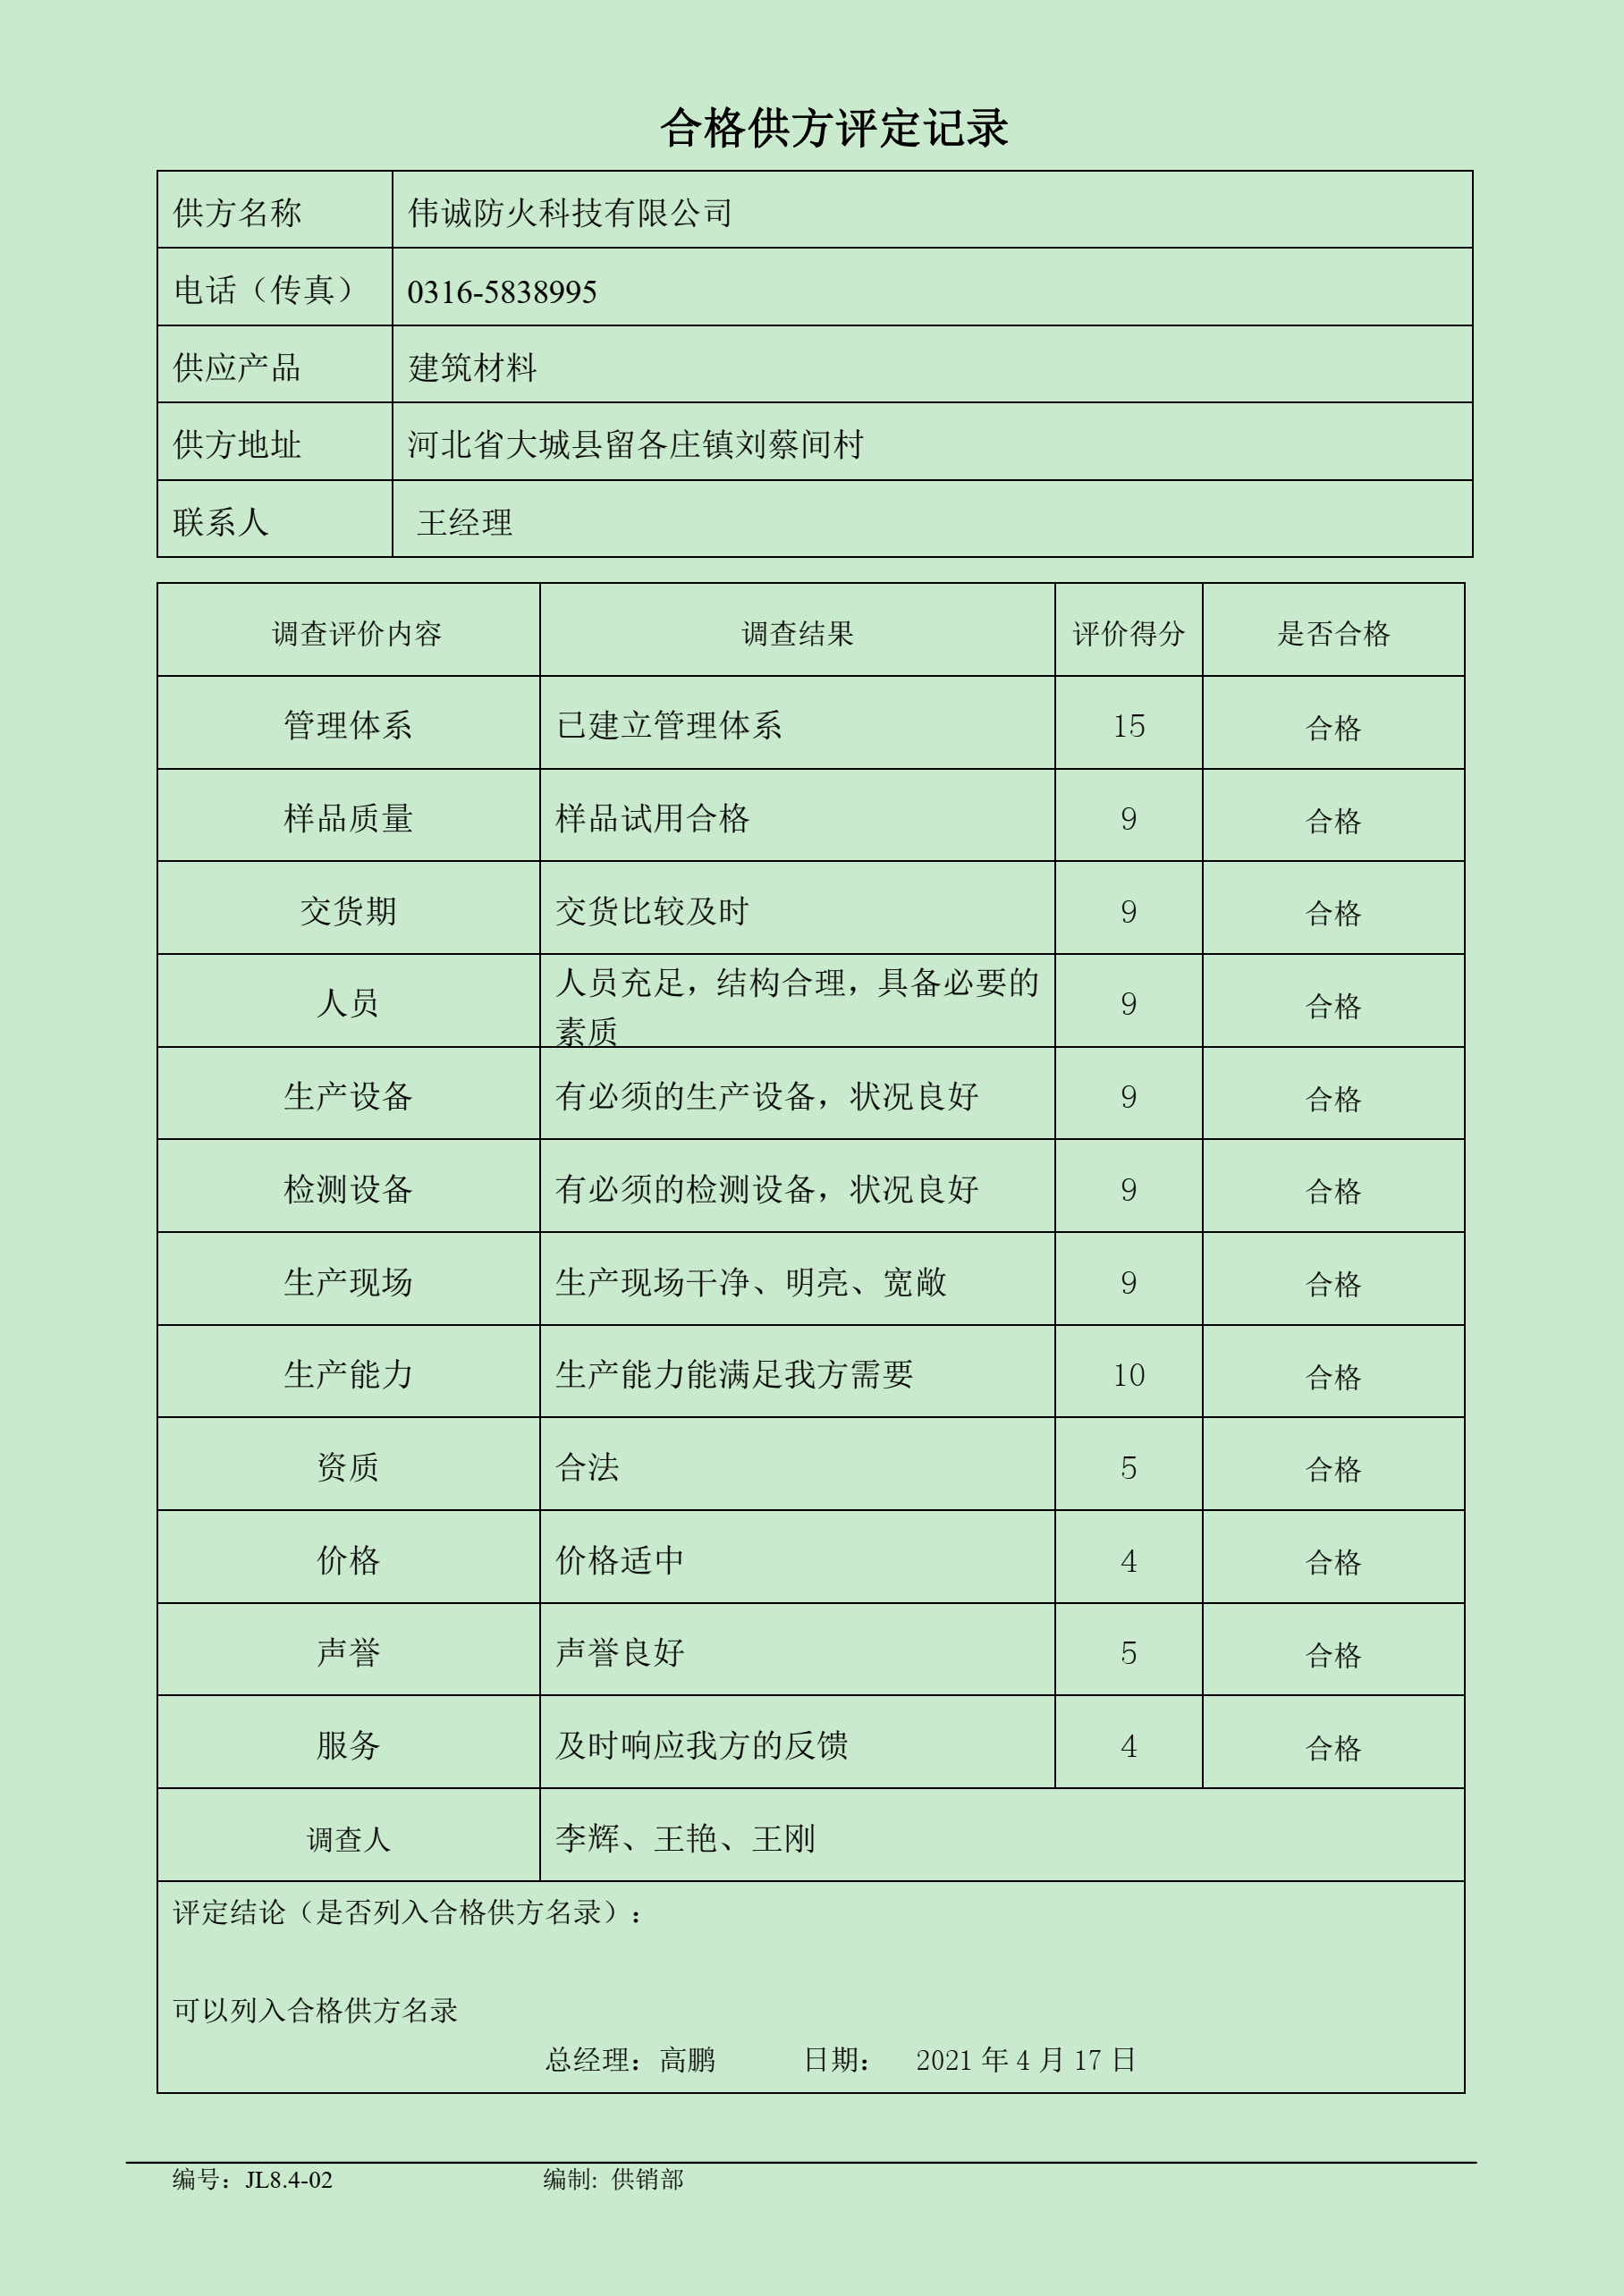 合格供方评定记录
供方名称 伟诚防火科技有限公司
电话（传真） 0316-5838995
供应产品 建筑材料
供方地址 河北省大城县留各庄镇刘蔡间村
联系人 王经理
调查评价内容 调查结果 评价得分 是否合格
管理体系 已建立管理体系 15 合格
样品质量 样品试用合格 9 合格
交货期 交货比较及时 9 合格
人员 人员充足，结构合理，具备必要的 9 合格
素质
生产设备 有必须的生产设备，状况良好 9 合格
检测设备 有必须的检测设备，状况良好 9 合格
生产现场 生产现场干净、明亮、宽敞 9 合格
生产能力 生产能力能满足我方需要 10 合格
资质 合法 5 合格
价格 价格适中 4 合格
声誉 声誉良好 5 合格
服务 及时响应我方的反馈 4 合格
调查人 李辉、王艳、王刚
评定结论（是否列入合格供方名录）：
可以列入合格供方名录
总经理：高鹏 日期： 2021 年 4 月 17 日
编号：JL8.4-02 编制: 供销部